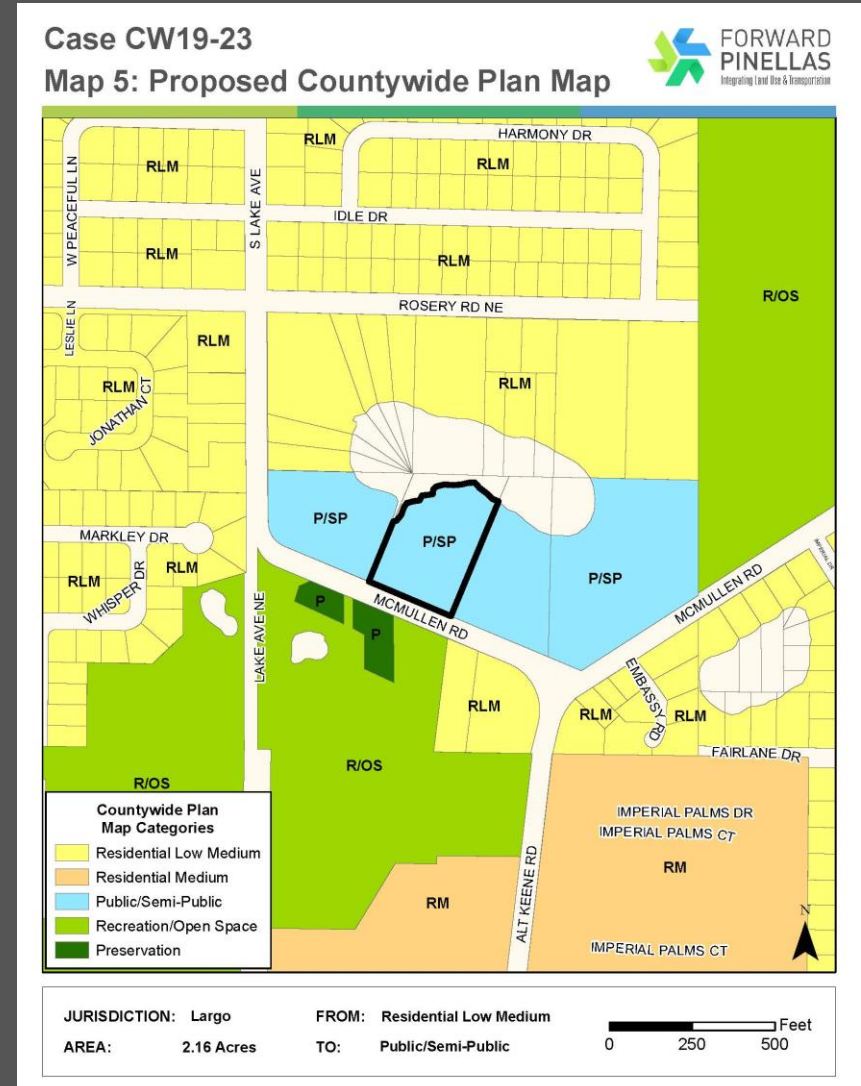 Case CW19-23
Map 5: Proposed Countywide Plan Map
FORWARD
PINELLAS
Integrating Land Use & Transportation
HARMONY DR
RLM
RLM
RLM
W PEACEFUL LN
S LAKE AVE
IDLE DR
RLM
RLM
R/OS
ROSERY RD NE
LESLIE LN
RLM
RLM
RLM
JONATHAN CT
P/SP
P/SP
P/SP
MARKLEY DR
RLM
RLM
WHISPER DR
MCMULLEN RD
IMPERIAL DR
P
P
MCMULLEN RD
LAKE AVE NE
EMBASSY RD
RLM
RLM
RLM
FAIRLANE DR
R/OS
R/OS
IMPERIAL PALMS DR
IMPERIAL PALMS CT
RM
RM
ALT KEENE RD
IMPERIAL PALMS CT
N
Countywide Plan
Map Categories
Residential Low Medium
Residential Medium
Public/Semi-Public
Recreation/Open Space
Preservation
JURISDICTION: Largo
FROM: Residential Low Medium
AREA: 2.16 Acres
TO: Public/Semi-Public
Feet
0 250 500